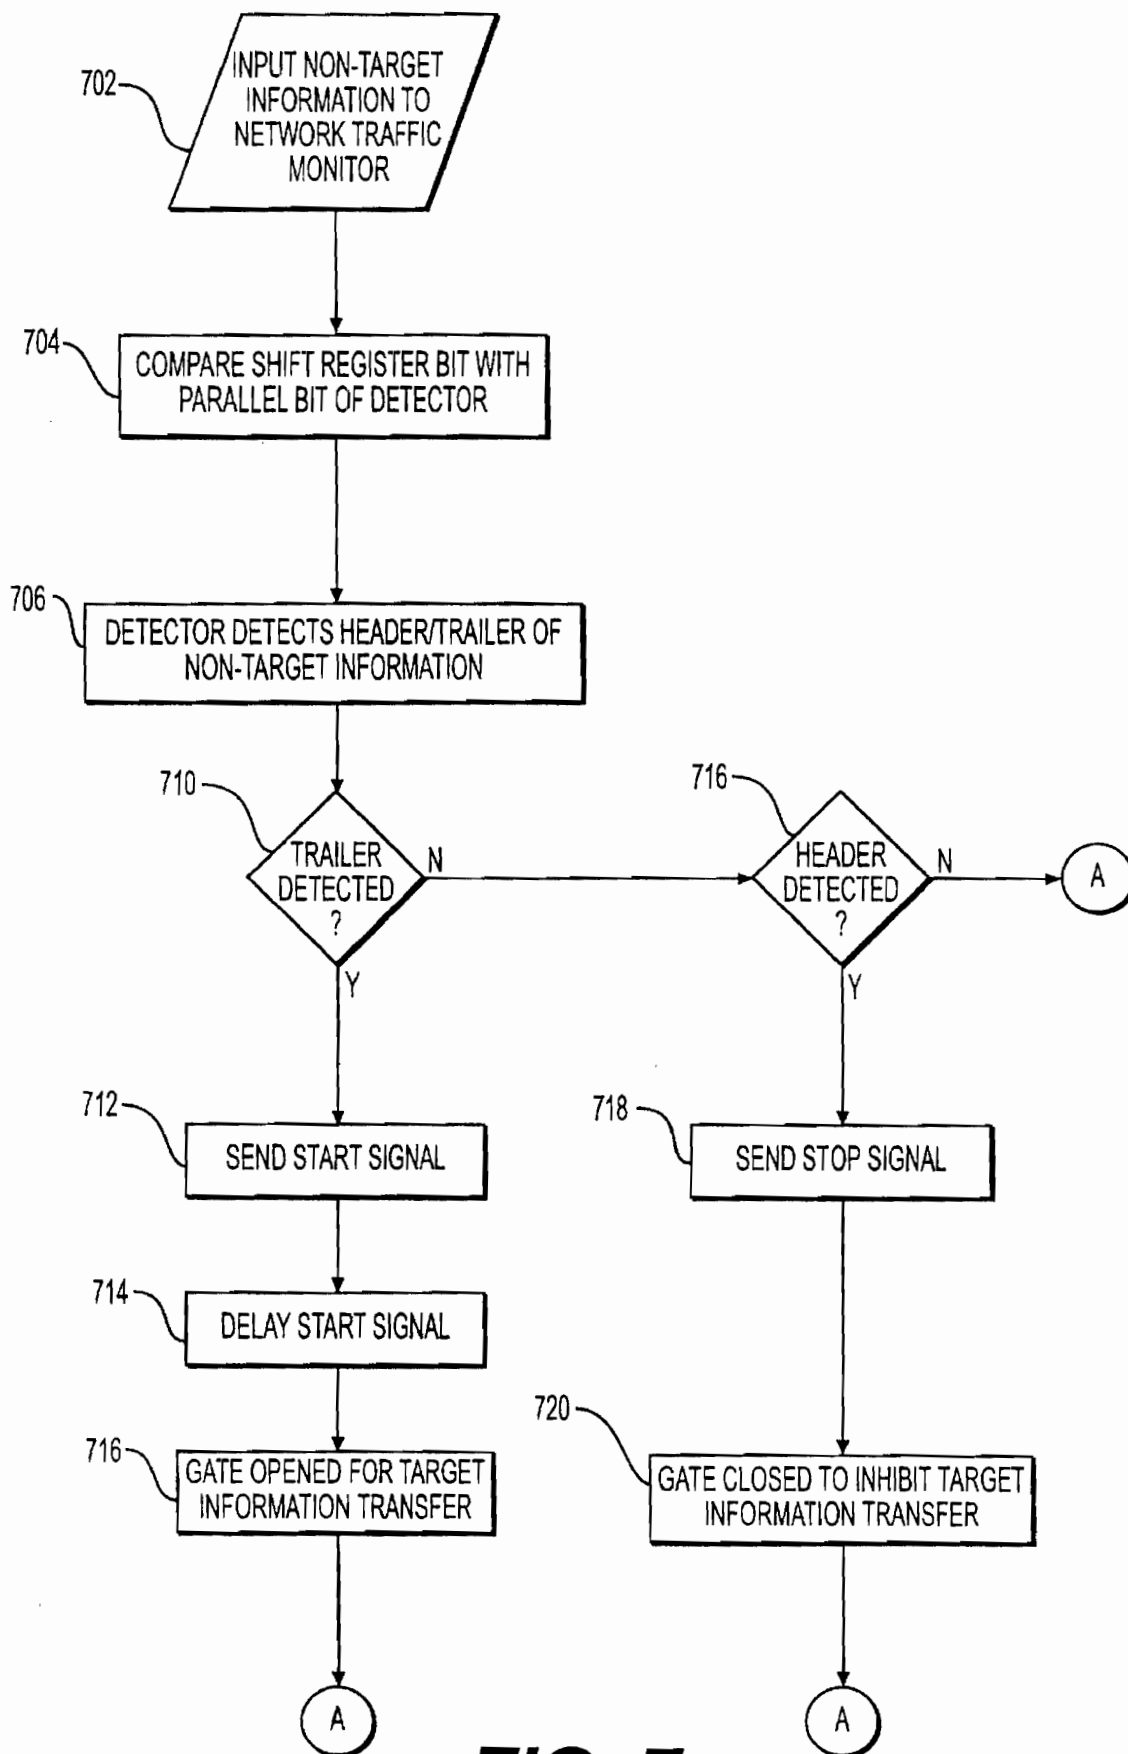 702
INPUT NON-TARGET
INFORMATION TO
NETWORK TRAFFIC
MONITOR
704
COMPARE SHIFT REGISTER BIT WITH
PARALLEL BIT OF DETECTOR
706
DETECTOR DETECTS HEADER/TRAILER OF
NON-TARGET INFORMATION
710
TRAILER
DETECTED
?
N
Y
716
HEADER
DETECTED
?
N
A
Y
712
SEND START SIGNAL
718
SEND STOP SIGNAL
714
DELAY START SIGNAL
716
GATE OPENED FOR TARGET
INFORMATION TRANSFER
720
GATE CLOSED TO INHIBIT TARGET
INFORMATION TRANSFER
A
A